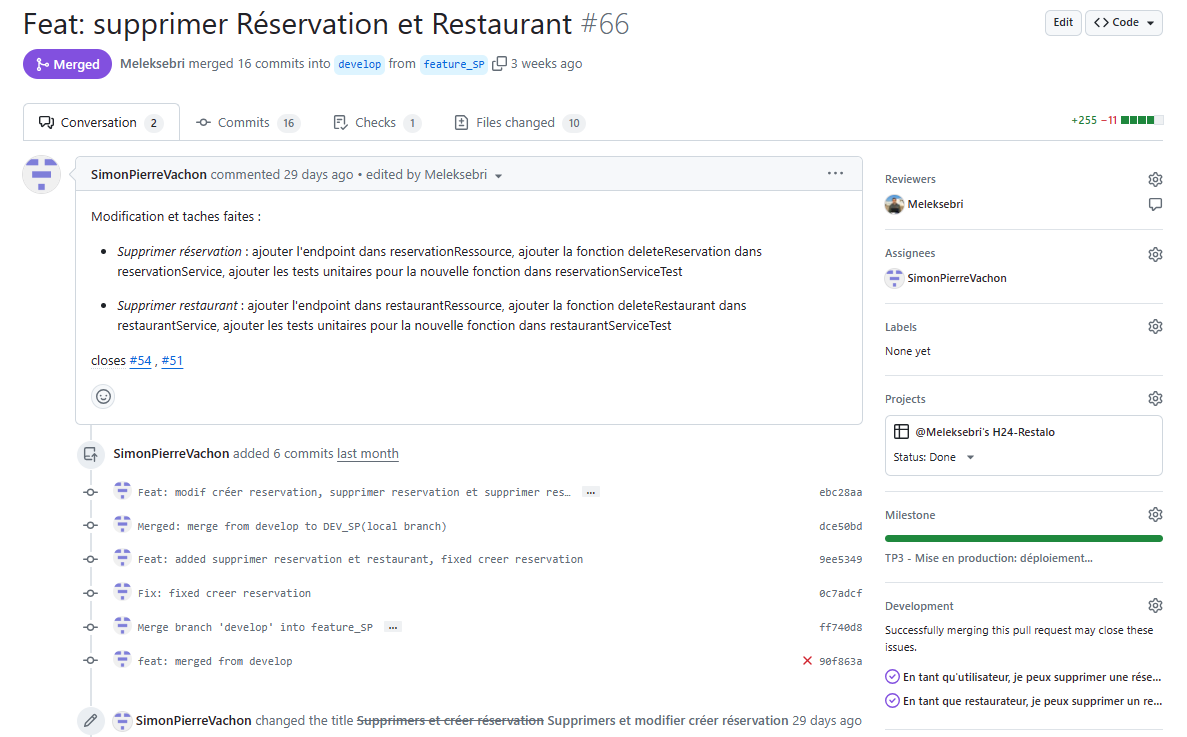 Feat: supprimer Réservation et Restaurant #66
Edit
<> Code
Merged
Meleksebri merged 16 commits into develop from feature_SP 3 weeks ago
Conversation 2
Commits 16
Checks 1
Files changed 10
+255 −11
SimonPierreVachon commented 29 days ago • edited by Meleksebri
Modification et taches faites :
• Supprimer réservation : ajouter l'endpoint dans reservationRessource, ajouter la fonction deleteReservation dans
reservationService, ajouter les tests unitaires pour la nouvelle fonction dans reservationServiceTest
• Supprimer restaurant : ajouter l'endpoint dans restaurantRessource, ajouter la fonction deleteRestaurant dans
restaurantService, ajouter les tests unitaires pour la nouvelle fonction dans restaurantServiceTest
closes #54 , #51
SimonPierreVachon added 6 commits last month
Feat: modif créer reservation, supprimer reservation et supprimer res… ... ebc28aa
Merged: merge from develop to DEV_SP(local branch) dce50bd
Feat: added supprimer reservation et restaurant, fixed creer reservation 9ee5349
Fix: fixed creer reservation 0c7adcf
Merge branch 'develop' into feature_SP ... ff740d8
feat: merged from develop 90f863a
SimonPierreVachon changed the title Supprimers et créer réservation Supprimers et modifier créer réservation 29 days ago
Reviewers
Meleksebri
Assignees
SimonPierreVachon
Labels
None yet
Projects
@Meleksebri's H24-Restalo
Status: Done
Milestone
TP3 - Mise en production: déploiement...
Development
Successfully merging this pull request may close these
issues.
En tant qu'utilisateur, je peux supprimer une rése...
En tant que restaurateur, je peux supprimer un re...